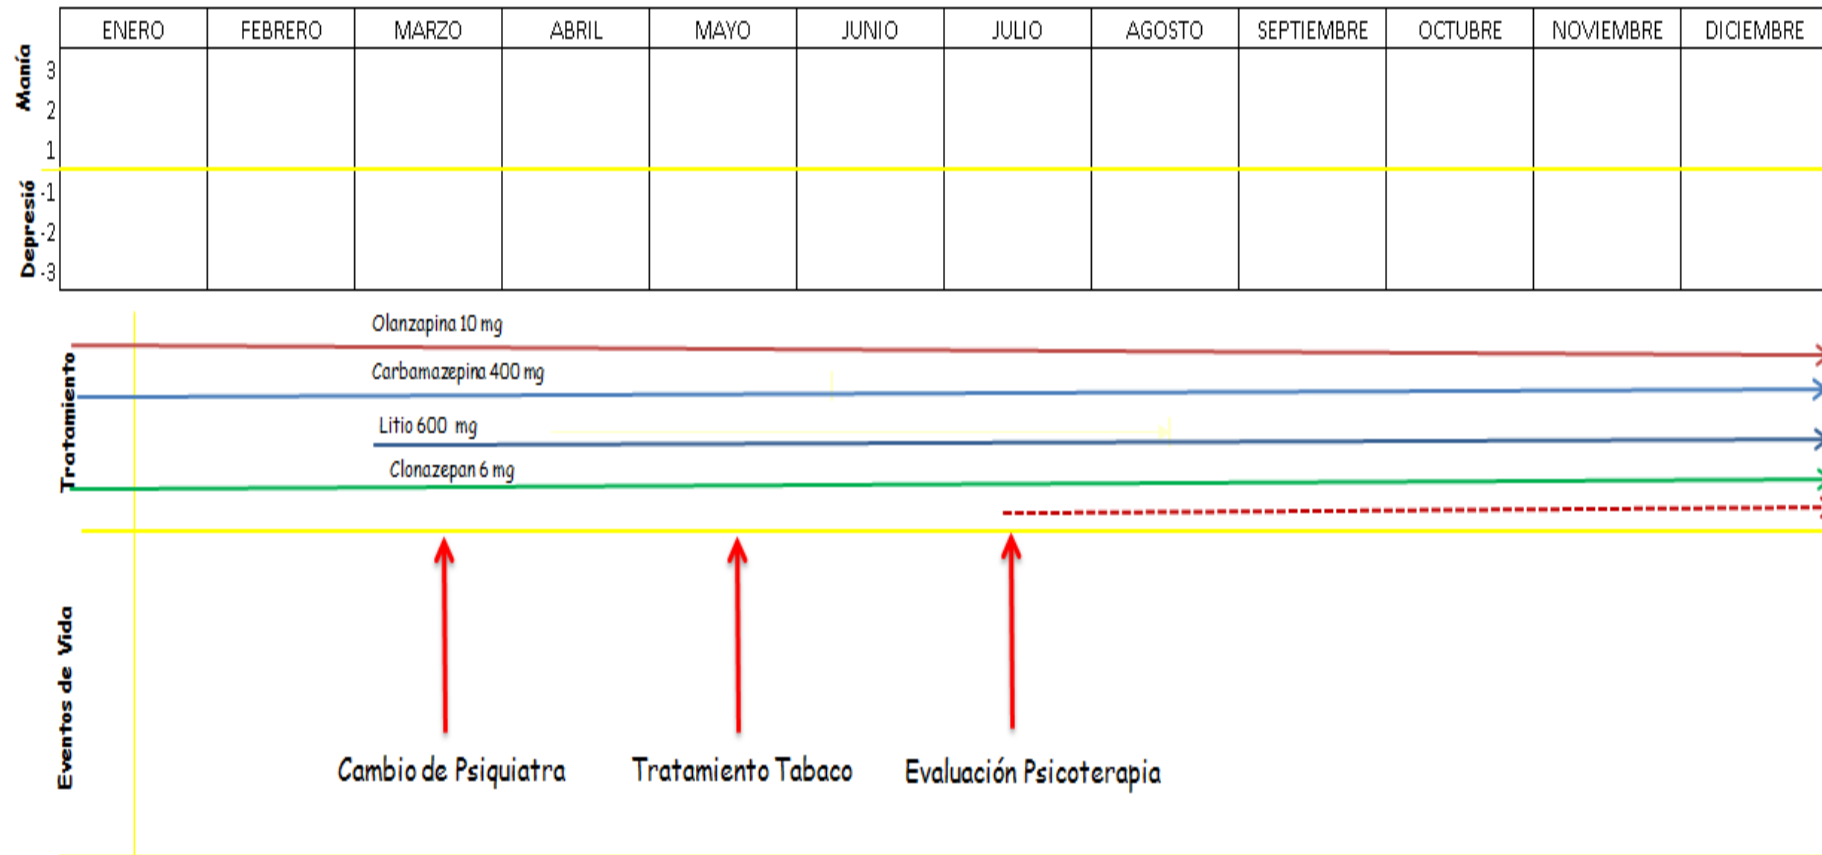 ENERO FEBRERO MARZO ABRIL MAYO JUNIO JULIO AGOSTO SEPTIEMBRE OCTUBRE NOVIEMBRE DICIEMBRE
Manía
3
2
1
Depresió
-1
-2
-3
Tratamiento
Olanzapina 10 mg
Carbamazepina 400 mg
Litio 600 mg
Clonazepan 6 mg
Eventos de Vida
Cambio de Psiquiatra Tratamiento Tabaco Evaluación Psicoterapia